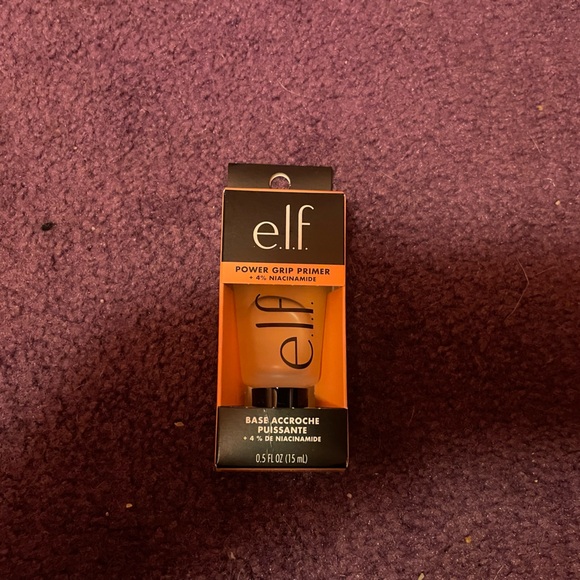 e.l.f.
POWER GRIP PRIMER
+ 4% NIACINAMIDE
e.l.f.
BASE ACCROCHE
PUISSANTE
+ 4 % DE NIACINAMIDE
0.5 FL OZ (15 mL)